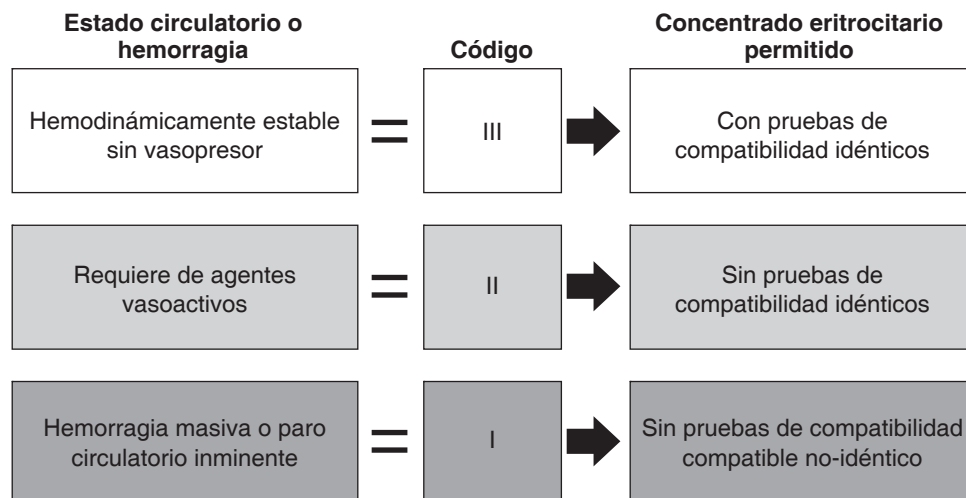 Estado circulatorio o
hemorragia
Código
Concentrado eritrocitario
permitido
Hemodinámicamente estable
sin vasopresor
III
Con pruebas de
compatibilidad idénticos
Requiere de agentes
vasoactivos
II
Sin pruebas de
compatibilidad idénticos
Hemorragia masiva o paro
circulatorio inminente
I
Sin pruebas de compatibilidad
compatible no-idéntico